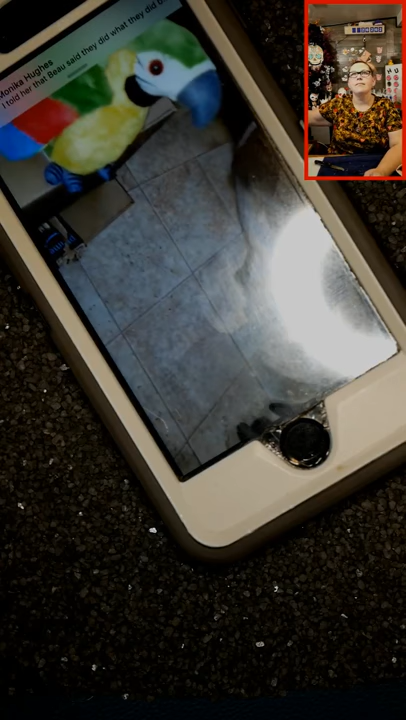 Monika Hughes
I told her that Beau said they did what they did